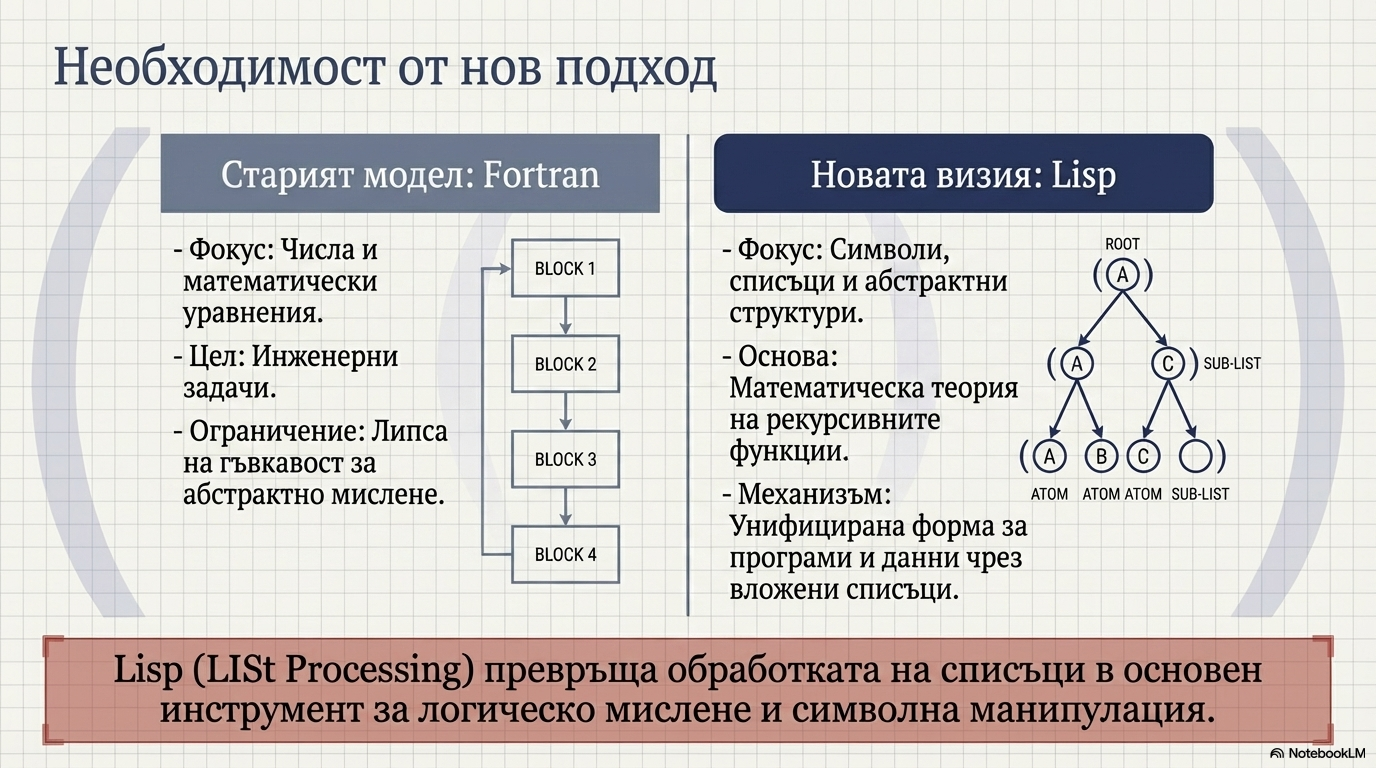 Необходимост от нов подход
Старият модел: Fortran
- Фокус: Числа и
математически
уравнения.
- Цел: Инженерни
задачи.
- Ограничение: Липса
на гъвкавост за
абстрактно мислене.
BLOCK 1
BLOCK 2
BLOCK 3
BLOCK 4
Новата визия: Lisp
- Фокус: Символи,
списъци и абстрактни
структури.
- Основа:
Математическа теория
на рекурсивните
функции.
- Механизъм:
Унифицирана форма за
програми и данни чрез
вложени списъци.
ROOT
( A )
( A C ) SUB-LIST
( A B C )
ATOM ATOM ATOM SUB-LIST
Lisp (LISt Processing) превръща обработката на списъци в основен
инструмент за логическо мислене и символна манипулация.
NotebookLM